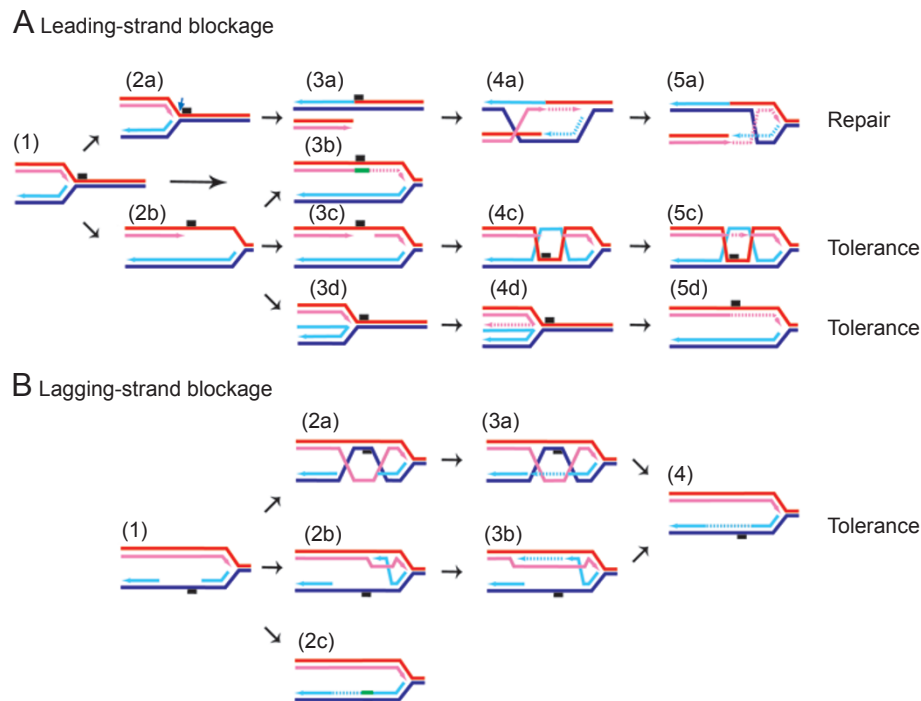 A Leading-strand blockage
(2a) (3a) (4a) (5a)
Repair
(1)
(3b)
(2b) (3c) (4c) (5c)
Tolerance
(3d) (4d) (5d)
Tolerance
B Lagging-strand blockage
(2a) (3a)
(4)
(1) (2b) (3b)
Tolerance
(2c)